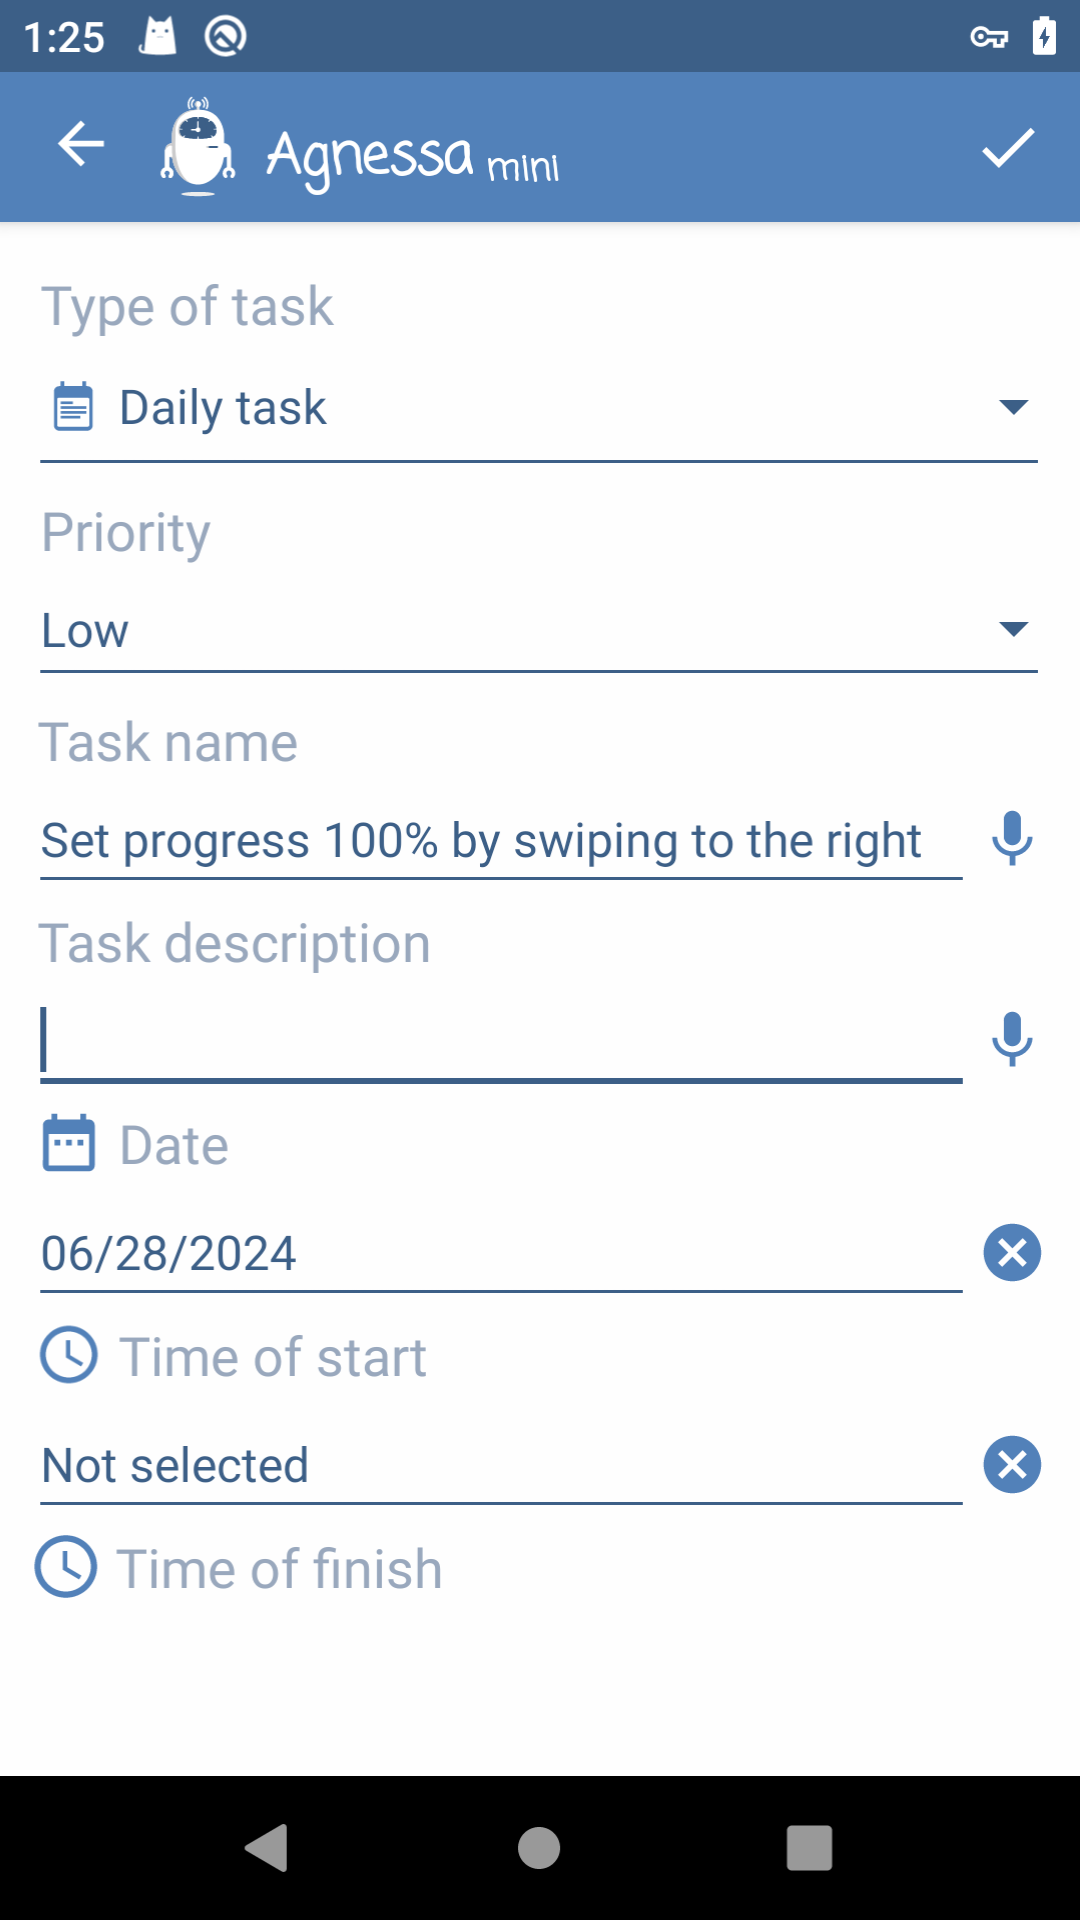 1:25
Agnessa mini
Type of task
Daily task
Priority
Low
Task name
Set progress 100% by swiping to the right
Task description
Date
06/28/2024
Time of start
Not selected
Time of finish